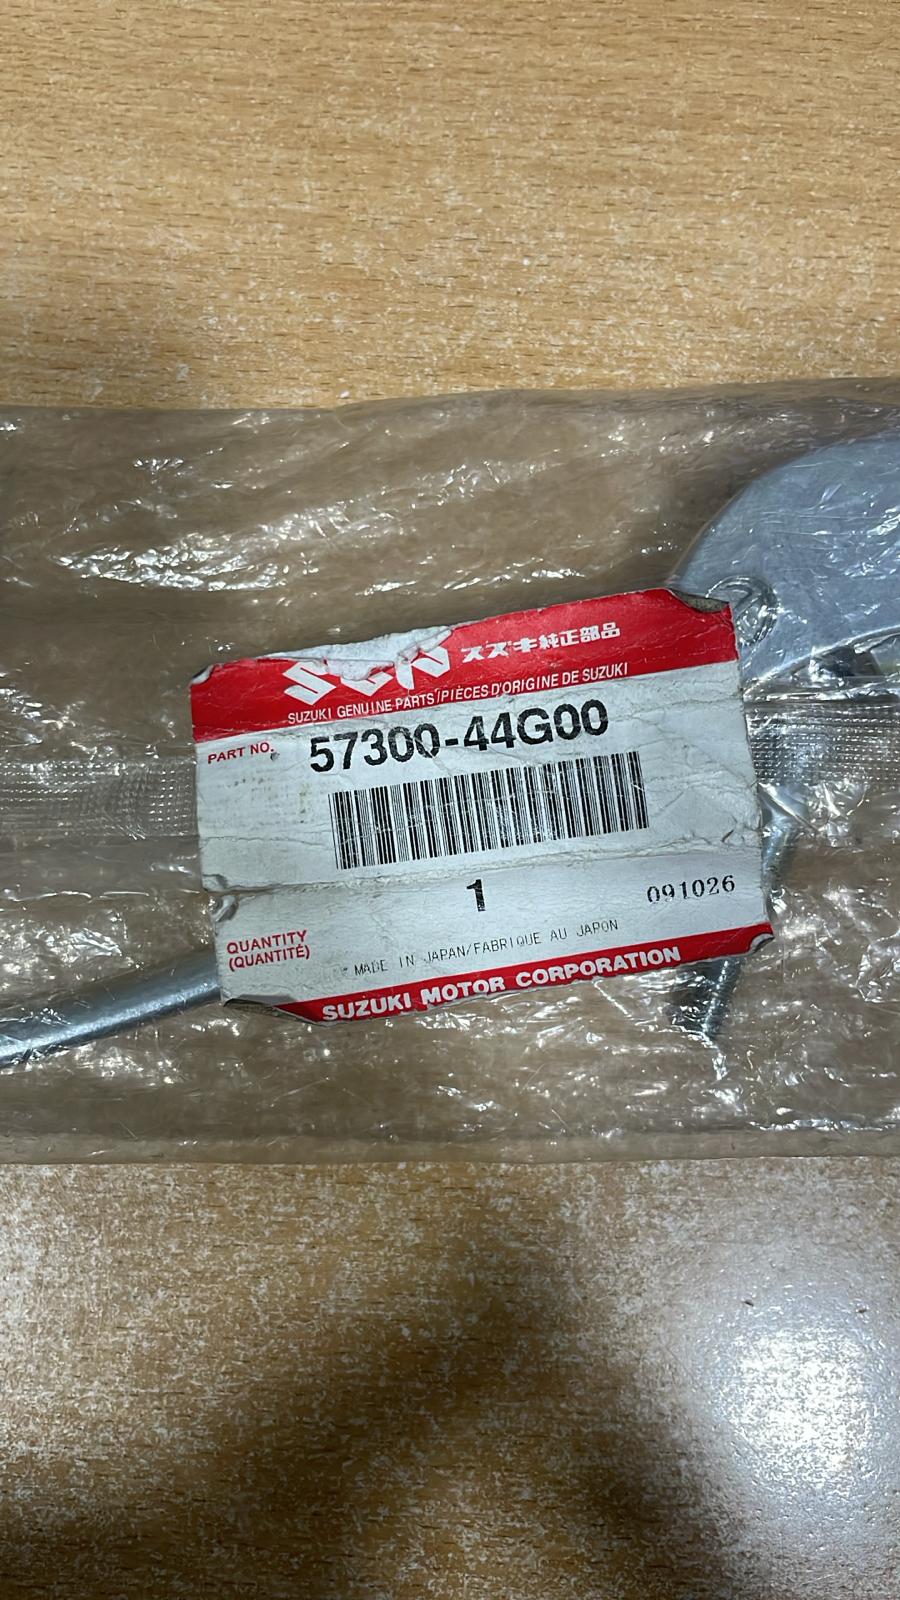 スズキ純正部品
SUZUKI GENUINE PARTS/PIÈCES D'ORIGINE DE SUZUKI
PART NO. 57300-44G00
1
091026
QUANTITY
(QUANTITÉ)
MADE IN JAPAN/FABRIQUE AU JAPON
SUZUKI MOTOR CORPORATION